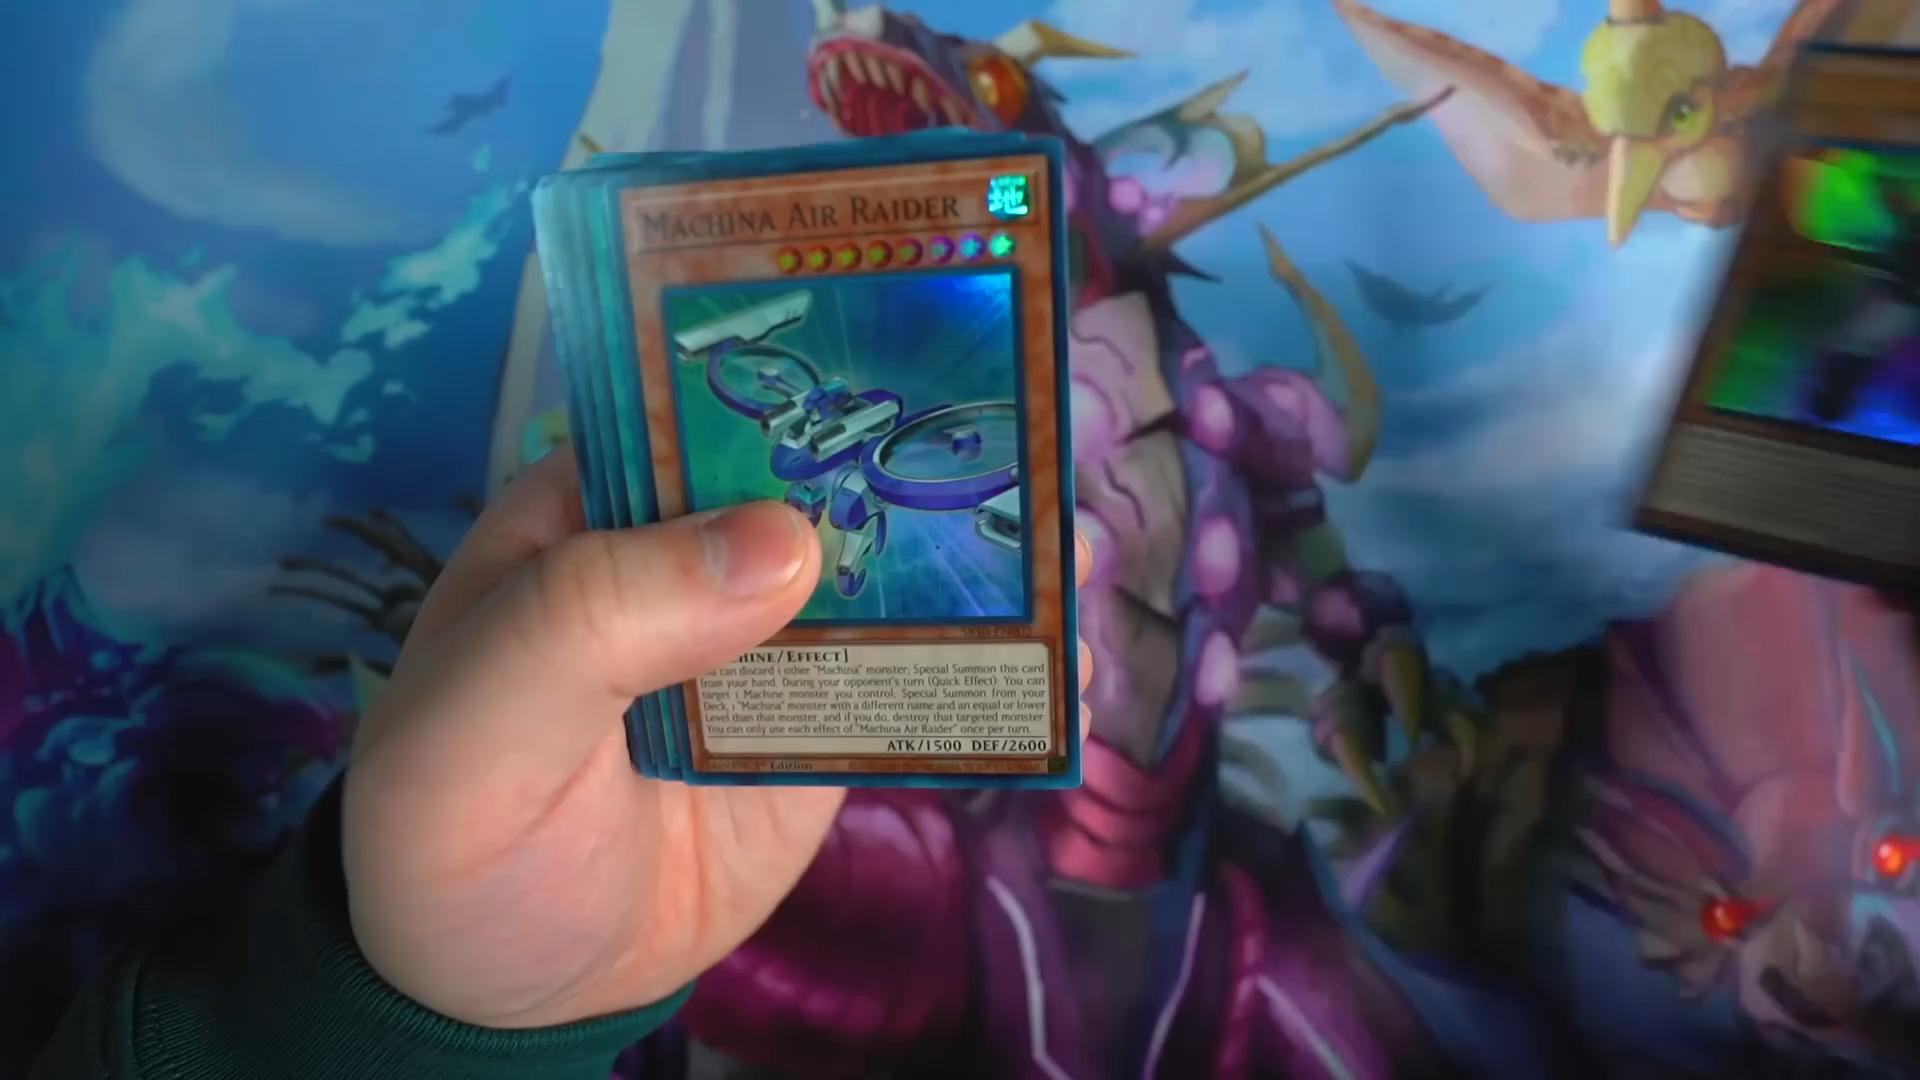 MACHINA AIR RAIDER
地
SR10-EN002
CHINE/EFFECT]
can discard 1 other "Machina" monster; Special Summon this card
from your hand. During your opponent's turn (Quick Effect): You can
target 1 Machine monster you control; Special Summon from your
Deck, 1 "Machina" monster with a different name and an equal or lower
Level than that monster, and if you do, destroy that targeted monster
You can only use each effect of "Machina Air Raider" once per turn.
ATK/1500 DEF/2600
1st Edition